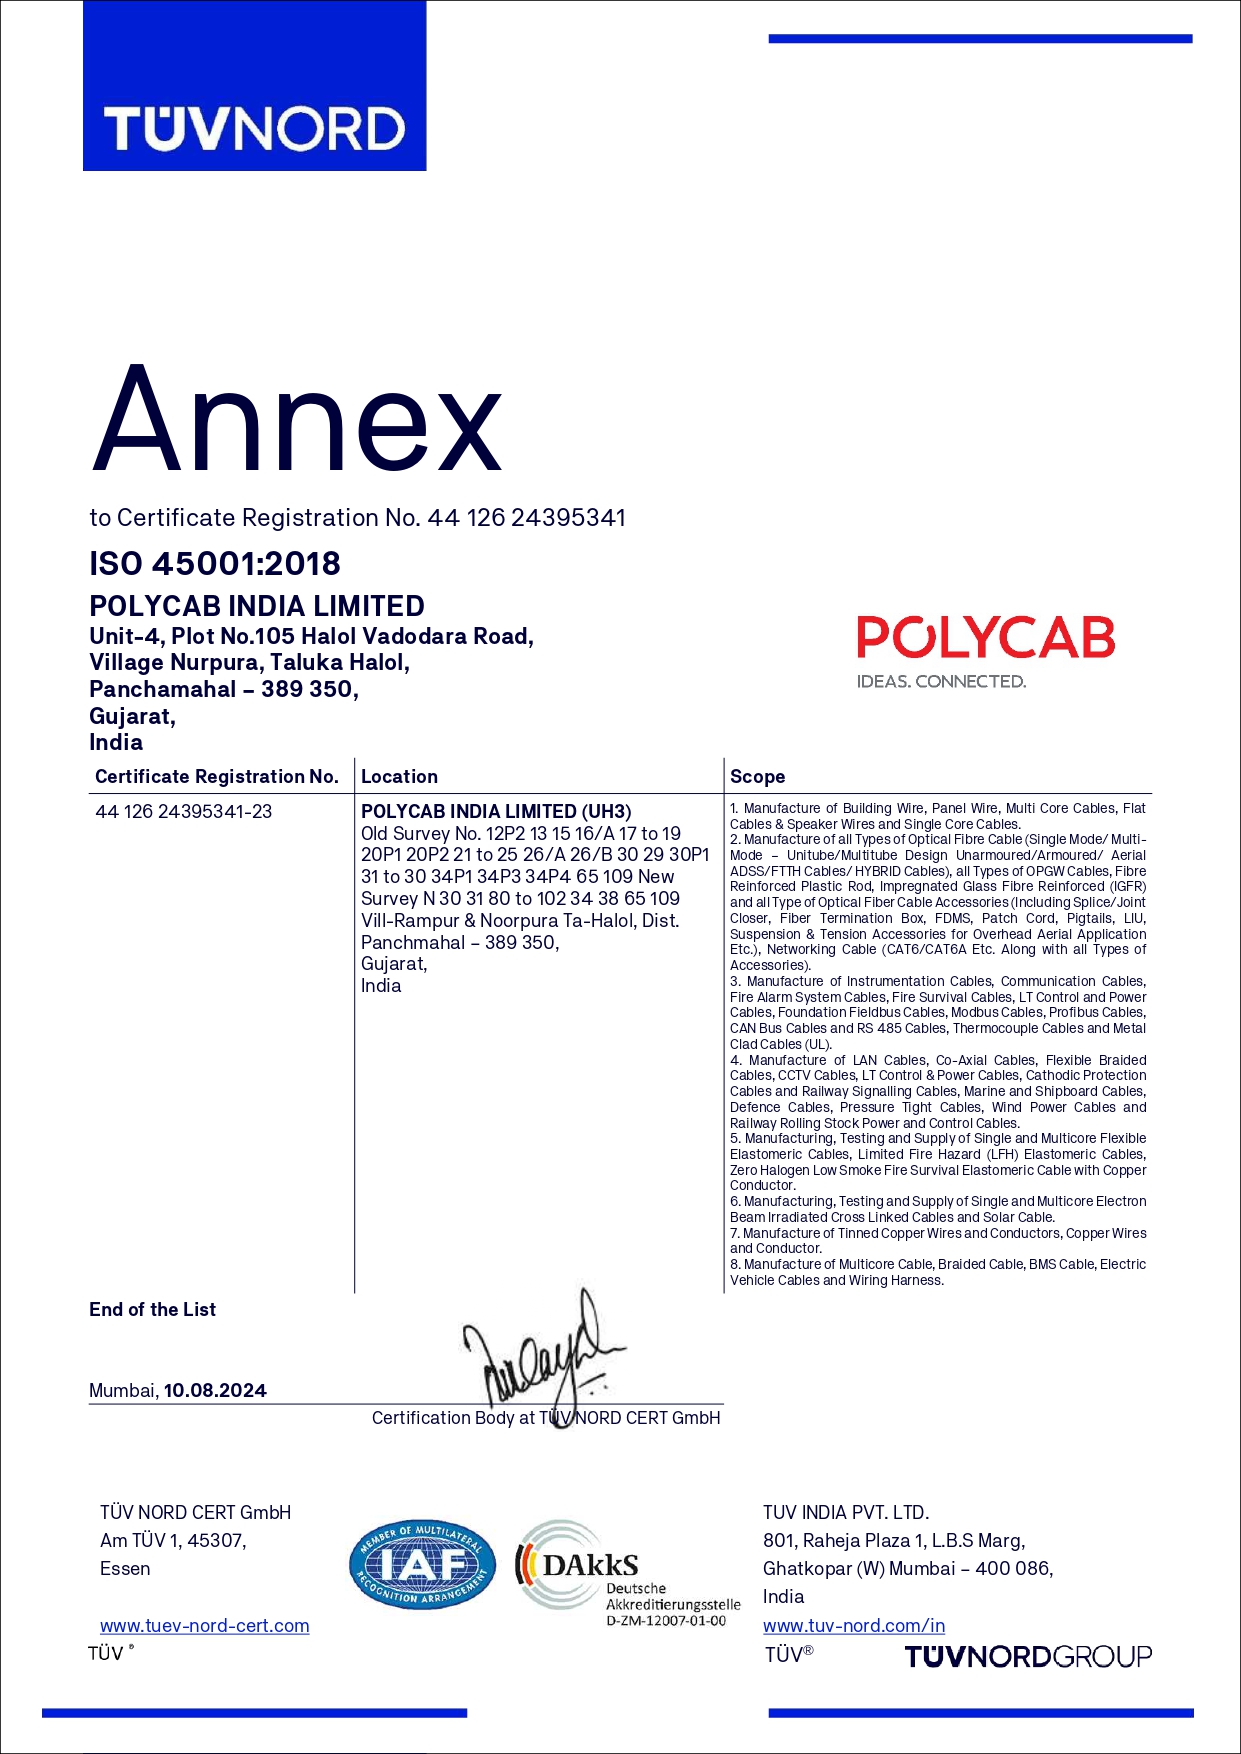 TÜVNORD
Annex
to Certificate Registration No. 44 126 24395341
ISO 45001:2018
POLYCAB INDIA LIMITED
Unit-4, Plot No.105 Halol Vadodara Road,
Village Nurpura, Taluka Halol,
Panchamahal – 389 350,
Gujarat,
India
POLYCAB
IDEAS. CONNECTED.
Certificate Registration No.
Location
Scope
44 126 24395341-23
POLYCAB INDIA LIMITED (UH3)
Old Survey No. 12P2 13 15 16/A 17 to 19
20P1 20P2 21 to 25 26/A 26/B 30 29 30P1
31 to 30 34P1 34P3 34P4 65 109 New
Survey N 30 31 80 to 102 34 38 65 109
Vill-Rampur & Noorpura Ta-Halol, Dist.
Panchmahal – 389 350,
Gujarat,
India
1. Manufacture of Building Wire, Panel Wire, Multi Core Cables, Flat
Cables & Speaker Wires and Single Core Cables.
2. Manufacture of all Types of Optical Fibre Cable (Single Mode/ Multi-
Mode – Unitube/Multitube Design Unarmoured/Armoured/ Aerial
ADSS/FTTH Cables/ HYBRID Cables), all Types of OPGW Cables, Fibre
Reinforced Plastic Rod, Impregnated Glass Fibre Reinforced (IGFR)
and all Type of Optical Fiber Cable Accessories (Including Splice/Joint
Closer, Fiber Termination Box, FDMS, Patch Cord, Pigtails, LIU,
Suspension & Tension Accessories for Overhead Aerial Application
Etc.), Networking Cable (CAT6/CAT6A Etc. Along with all Types of
Accessories).
3. Manufacture of Instrumentation Cables, Communication Cables,
Fire Alarm System Cables, Fire Survival Cables, LT Control and Power
Cables, Foundation Fieldbus Cables, Modbus Cables, Profibus Cables,
CAN Bus Cables and RS 485 Cables, Thermocouple Cables and Metal
Clad Cables (UL).
4. Manufacture of LAN Cables, Co-Axial Cables, Flexible Braided
Cables, CCTV Cables, LT Control & Power Cables, Cathodic Protection
Cables and Railway Signalling Cables, Marine and Shipboard Cables,
Defence Cables, Pressure Tight Cables, Wind Power Cables and
Railway Rolling Stock Power and Control Cables.
5. Manufacturing, Testing and Supply of Single and Multicore Flexible
Elastomeric Cables, Limited Fire Hazard (LFH) Elastomeric Cables,
Zero Halogen Low Smoke Fire Survival Elastomeric Cable with Copper
Conductor.
6. Manufacturing, Testing and Supply of Single and Multicore Electron
Beam Irradiated Cross Linked Cables and Solar Cable.
7. Manufacture of Tinned Copper Wires and Conductors, Copper Wires
and Conductor.
8. Manufacture of Multicore Cable, Braided Cable, BMS Cable, Electric
Vehicle Cables and Wiring Harness.
End of the List
Mumbai, 10.08.2024
Certification Body at TÜV NORD CERT GmbH
TÜV NORD CERT GmbH
Am TÜV 1, 45307,
Essen
www.tuev-nord-cert.com
TÜV ®
MEMBER OF MULTILATERAL
IAF
RECOGNITION ARRANGEMENT
DAkkS
Deutsche
Akkreditierungsstelle
D-ZM-12007-01-00
TUV INDIA PVT. LTD.
801, Raheja Plaza 1, L.B.S Marg,
Ghatkopar (W) Mumbai – 400 086,
India
www.tuv-nord.com/in
TÜV®
TÜVNORDGROUP